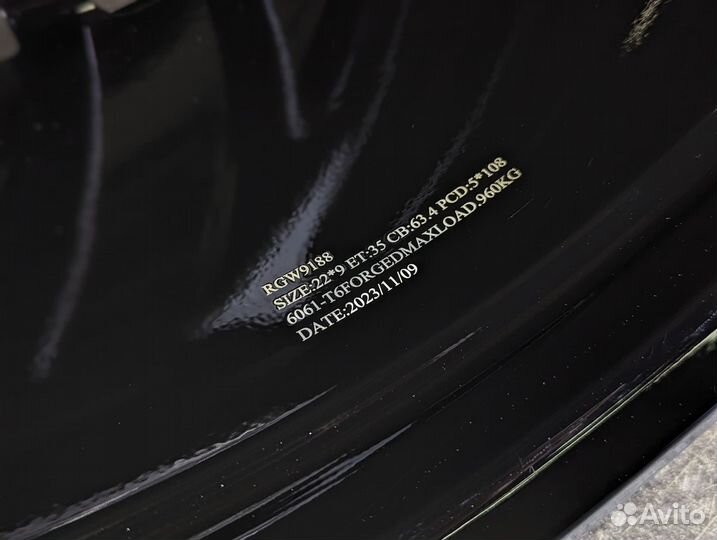 RGW9188
SIZE:22*9 ET:35 CB:63.4 PCD:5*108
6061-T6FORGEDMAXLOAD:960KG
DATE:2023/11/09
Avito